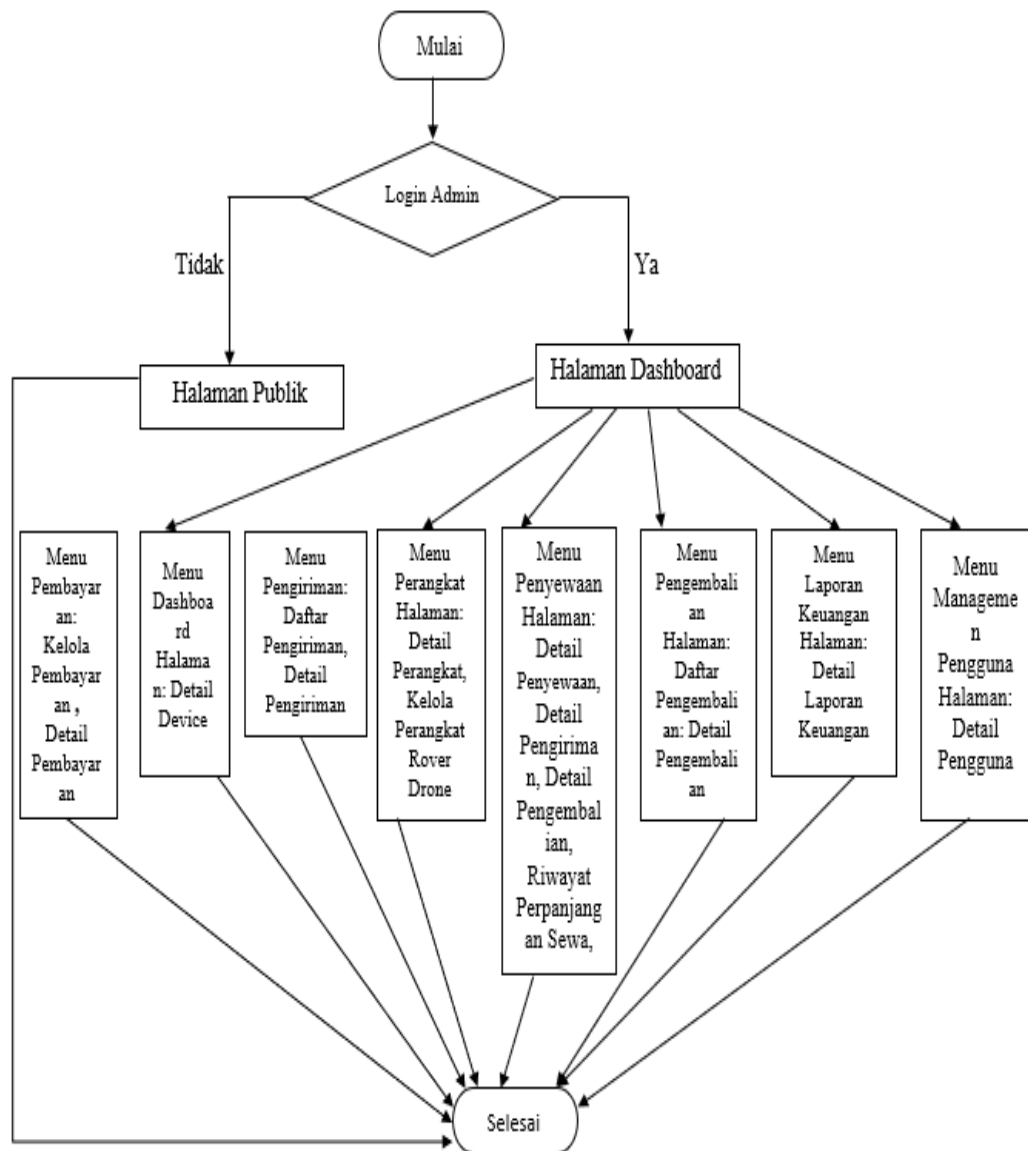 Mulai
Login Admin
Tidak
Ya
Halaman Publik
Halaman Dashboard
Menu
Pembayar
an:
Kelola
Pembayar
an ,
Detail
Pembayar
an
Menu
Dashboa
rd
Halama
n: Detail
Device
Menu
Pengiriman:
Daftar
Pengiriman,
Detail
Pengiriman
Menu
Perangkat
Halaman:
Detail
Perangkat,
Kelola
Perangkat
Rover
Drone
Menu
Penyewaan
Halaman:
Detail
Penyewaan,
Detail
Pengirima
n, Detail
Pengembal
ian,
Riwayat
Perpanjang
an Sewa,
Menu
Pengembali
an
Halaman:
Daftar
Pengembali
an: Detail
Pengembali
an
Menu
Laporan
Keuangan
Halaman:
Detail
Laporan
Keuangan
Menu
Manageme
n
Pengguna
Halaman:
Detail
Pengguna
Selesai